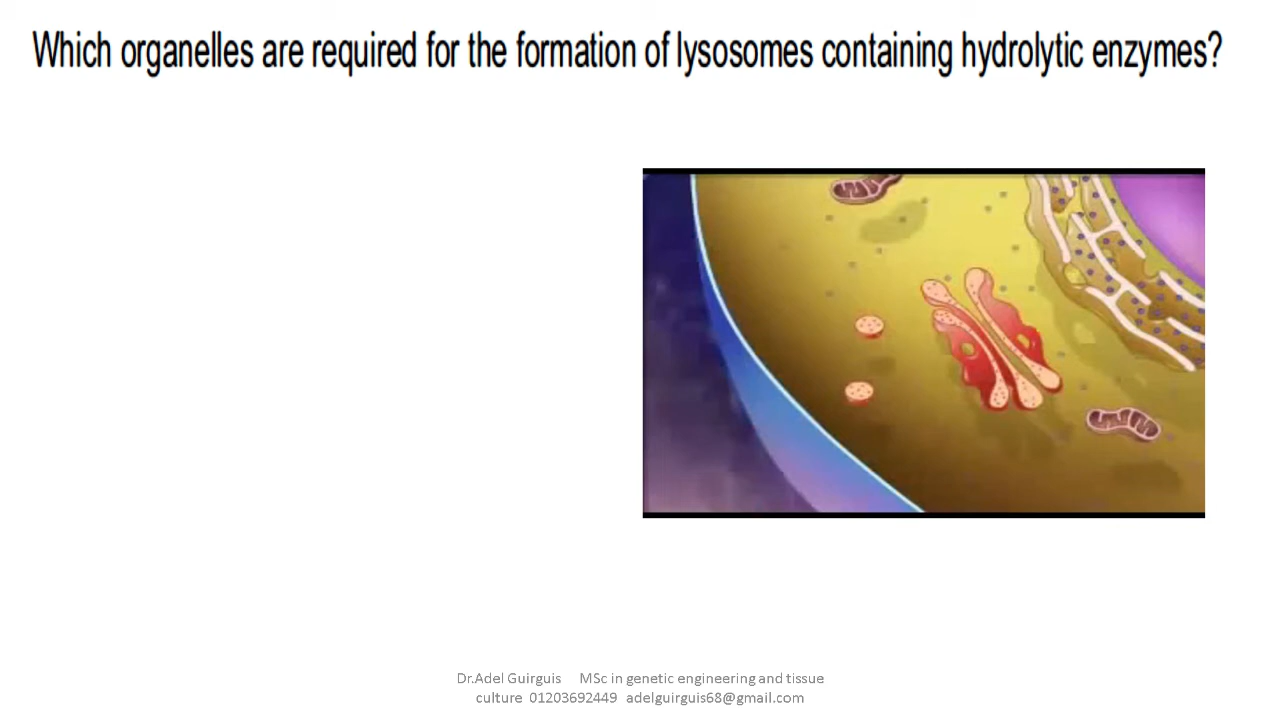 Which organelles are required for the formation of lysosomes containing hydrolytic enzymes?
Dr.Adel Guirguis MSc in genetic engineering and tissue
culture 01203692449 adelguirguis68@gmail.com